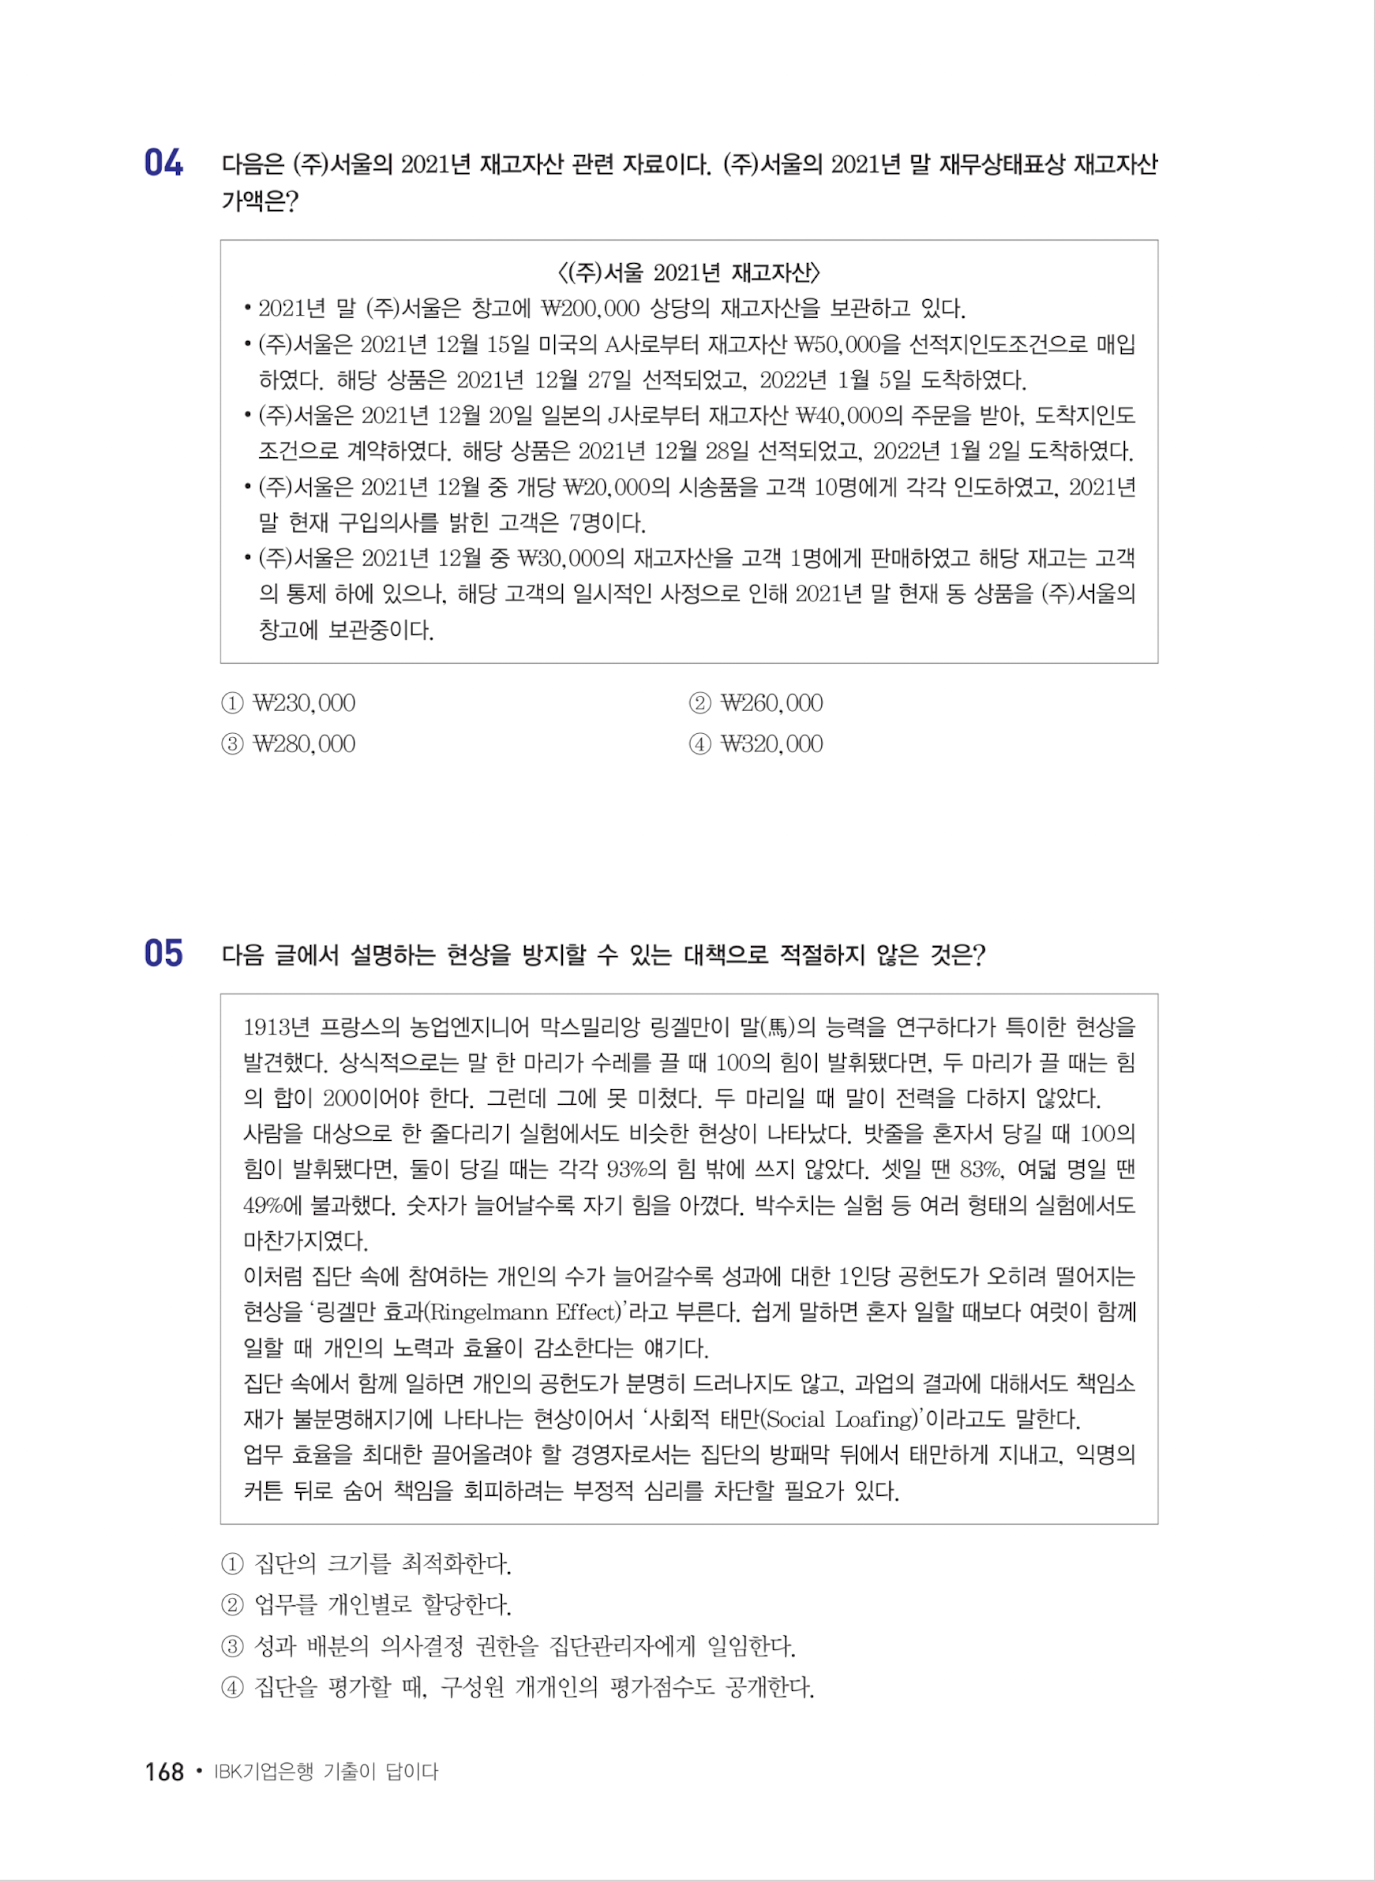 04 다음은 (주)서울의 2021년 재고자산 관련 자료이다. (주)서울의 2021년 말 재무상태표상 재고자산
가액은?
〈(주)서울 2021년 재고자산〉
• 2021년 말 (주)서울은 창고에 ₩200,000 상당의 재고자산을 보관하고 있다.
• (주)서울은 2021년 12월 15일 미국의 A사로부터 재고자산 ₩50,000을 선적지인도조건으로 매입
하였다. 해당 상품은 2021년 12월 27일 선적되었고, 2022년 1월 5일 도착하였다.
• (주)서울은 2021년 12월 20일 일본의 J사로부터 재고자산 ₩40,000의 주문을 받아, 도착지인도
조건으로 계약하였다. 해당 상품은 2021년 12월 28일 선적되었고, 2022년 1월 2일 도착하였다.
• (주)서울은 2021년 12월 중 개당 ₩20,000의 시송품을 고객 10명에게 각각 인도하였고, 2021년
말 현재 구입의사를 밝힌 고객은 7명이다.
• (주)서울은 2021년 12월 중 ₩30,000의 재고자산을 고객 1명에게 판매하였고 해당 재고는 고객
의 통제 하에 있으나, 해당 고객의 일시적인 사정으로 인해 2021년 말 현재 동 상품을 (주)서울의
창고에 보관중이다.
① ₩230,000 ② ₩260,000
③ ₩280,000 ④ ₩320,000
05 다음 글에서 설명하는 현상을 방지할 수 있는 대책으로 적절하지 않은 것은?
1913년 프랑스의 농업엔지니어 막스밀리앙 링겔만이 말(馬)의 능력을 연구하다가 특이한 현상을
발견했다. 상식적으로는 말 한 마리가 수레를 끌 때 100의 힘이 발휘됐다면, 두 마리가 끌 때는 힘
의 합이 200이어야 한다. 그런데 그에 못 미쳤다. 두 마리일 때 말이 전력을 다하지 않았다.
사람을 대상으로 한 줄다리기 실험에서도 비슷한 현상이 나타났다. 밧줄을 혼자서 당길 때 100의
힘이 발휘됐다면, 둘이 당길 때는 각각 93%의 힘 밖에 쓰지 않았다. 셋일 땐 83%, 여덟 명일 땐
49%에 불과했다. 숫자가 늘어날수록 자기 힘을 아꼈다. 박수치는 실험 등 여러 형태의 실험에서도
마찬가지였다.
이처럼 집단 속에 참여하는 개인의 수가 늘어갈수록 성과에 대한 1인당 공헌도가 오히려 떨어지는
현상을 ‘링겔만 효과(Ringelmann Effect)’라고 부른다. 쉽게 말하면 혼자 일할 때보다 여럿이 함께
일할 때 개인의 노력과 효율이 감소한다는 얘기다.
집단 속에서 함께 일하면 개인의 공헌도가 분명히 드러나지도 않고, 과업의 결과에 대해서도 책임소
재가 불분명해지기에 나타나는 현상이어서 ‘사회적 태만(Social Loafing)’이라고도 말한다.
업무 효율을 최대한 끌어올려야 할 경영자로서는 집단의 방패막 뒤에서 태만하게 지내고, 익명의
커튼 뒤로 숨어 책임을 회피하려는 부정적 심리를 차단할 필요가 있다.
① 집단의 크기를 최적화한다.
② 업무를 개인별로 할당한다.
③ 성과 배분의 의사결정 권한을 집단관리자에게 일임한다.
④ 집단을 평가할 때, 구성원 개개인의 평가점수도 공개한다.
168 • IBK기업은행 기출이 답이다